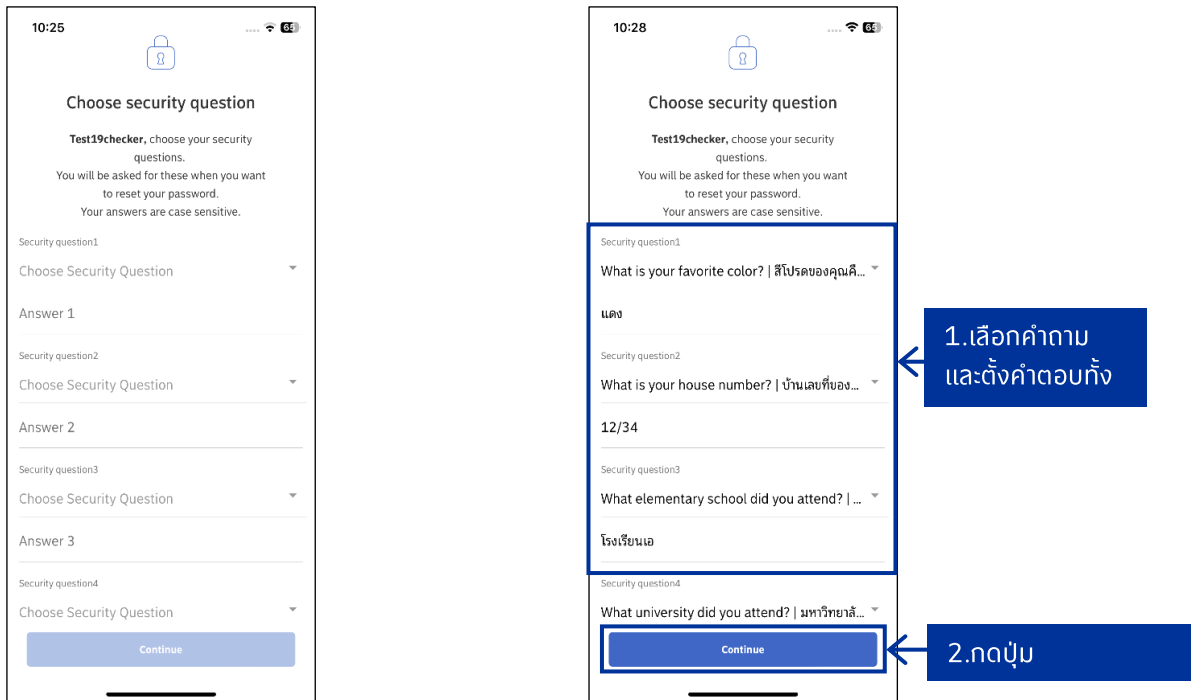 10:25
65
Choose security question
Test19checker, choose your security
questions.
You will be asked for these when you want
to reset your password.
Your answers are case sensitive.
Security question1
Choose Security Question
Answer 1
Security question2
Choose Security Question
Answer 2
Security question3
Choose Security Question
Answer 3
Security question4
Choose Security Question
Continue
10:28
65
Choose security question
Test19checker, choose your security
questions.
You will be asked for these when you want
to reset your password.
Your answers are case sensitive.
Security question1
What is your favorite color? | สีโปรดของคุณคื...
แดง
Security question2
What is your house number? | บ้านเลขที่ของ...
12/34
Security question3
What elementary school did you attend? | ...
โรงเรียนเอ
Security question4
What university did you attend? | มหาวิทยาลั...
Continue
1.เลือกคำถาม
และตั้งคำตอบทั้ง
2.กดปุ่ม